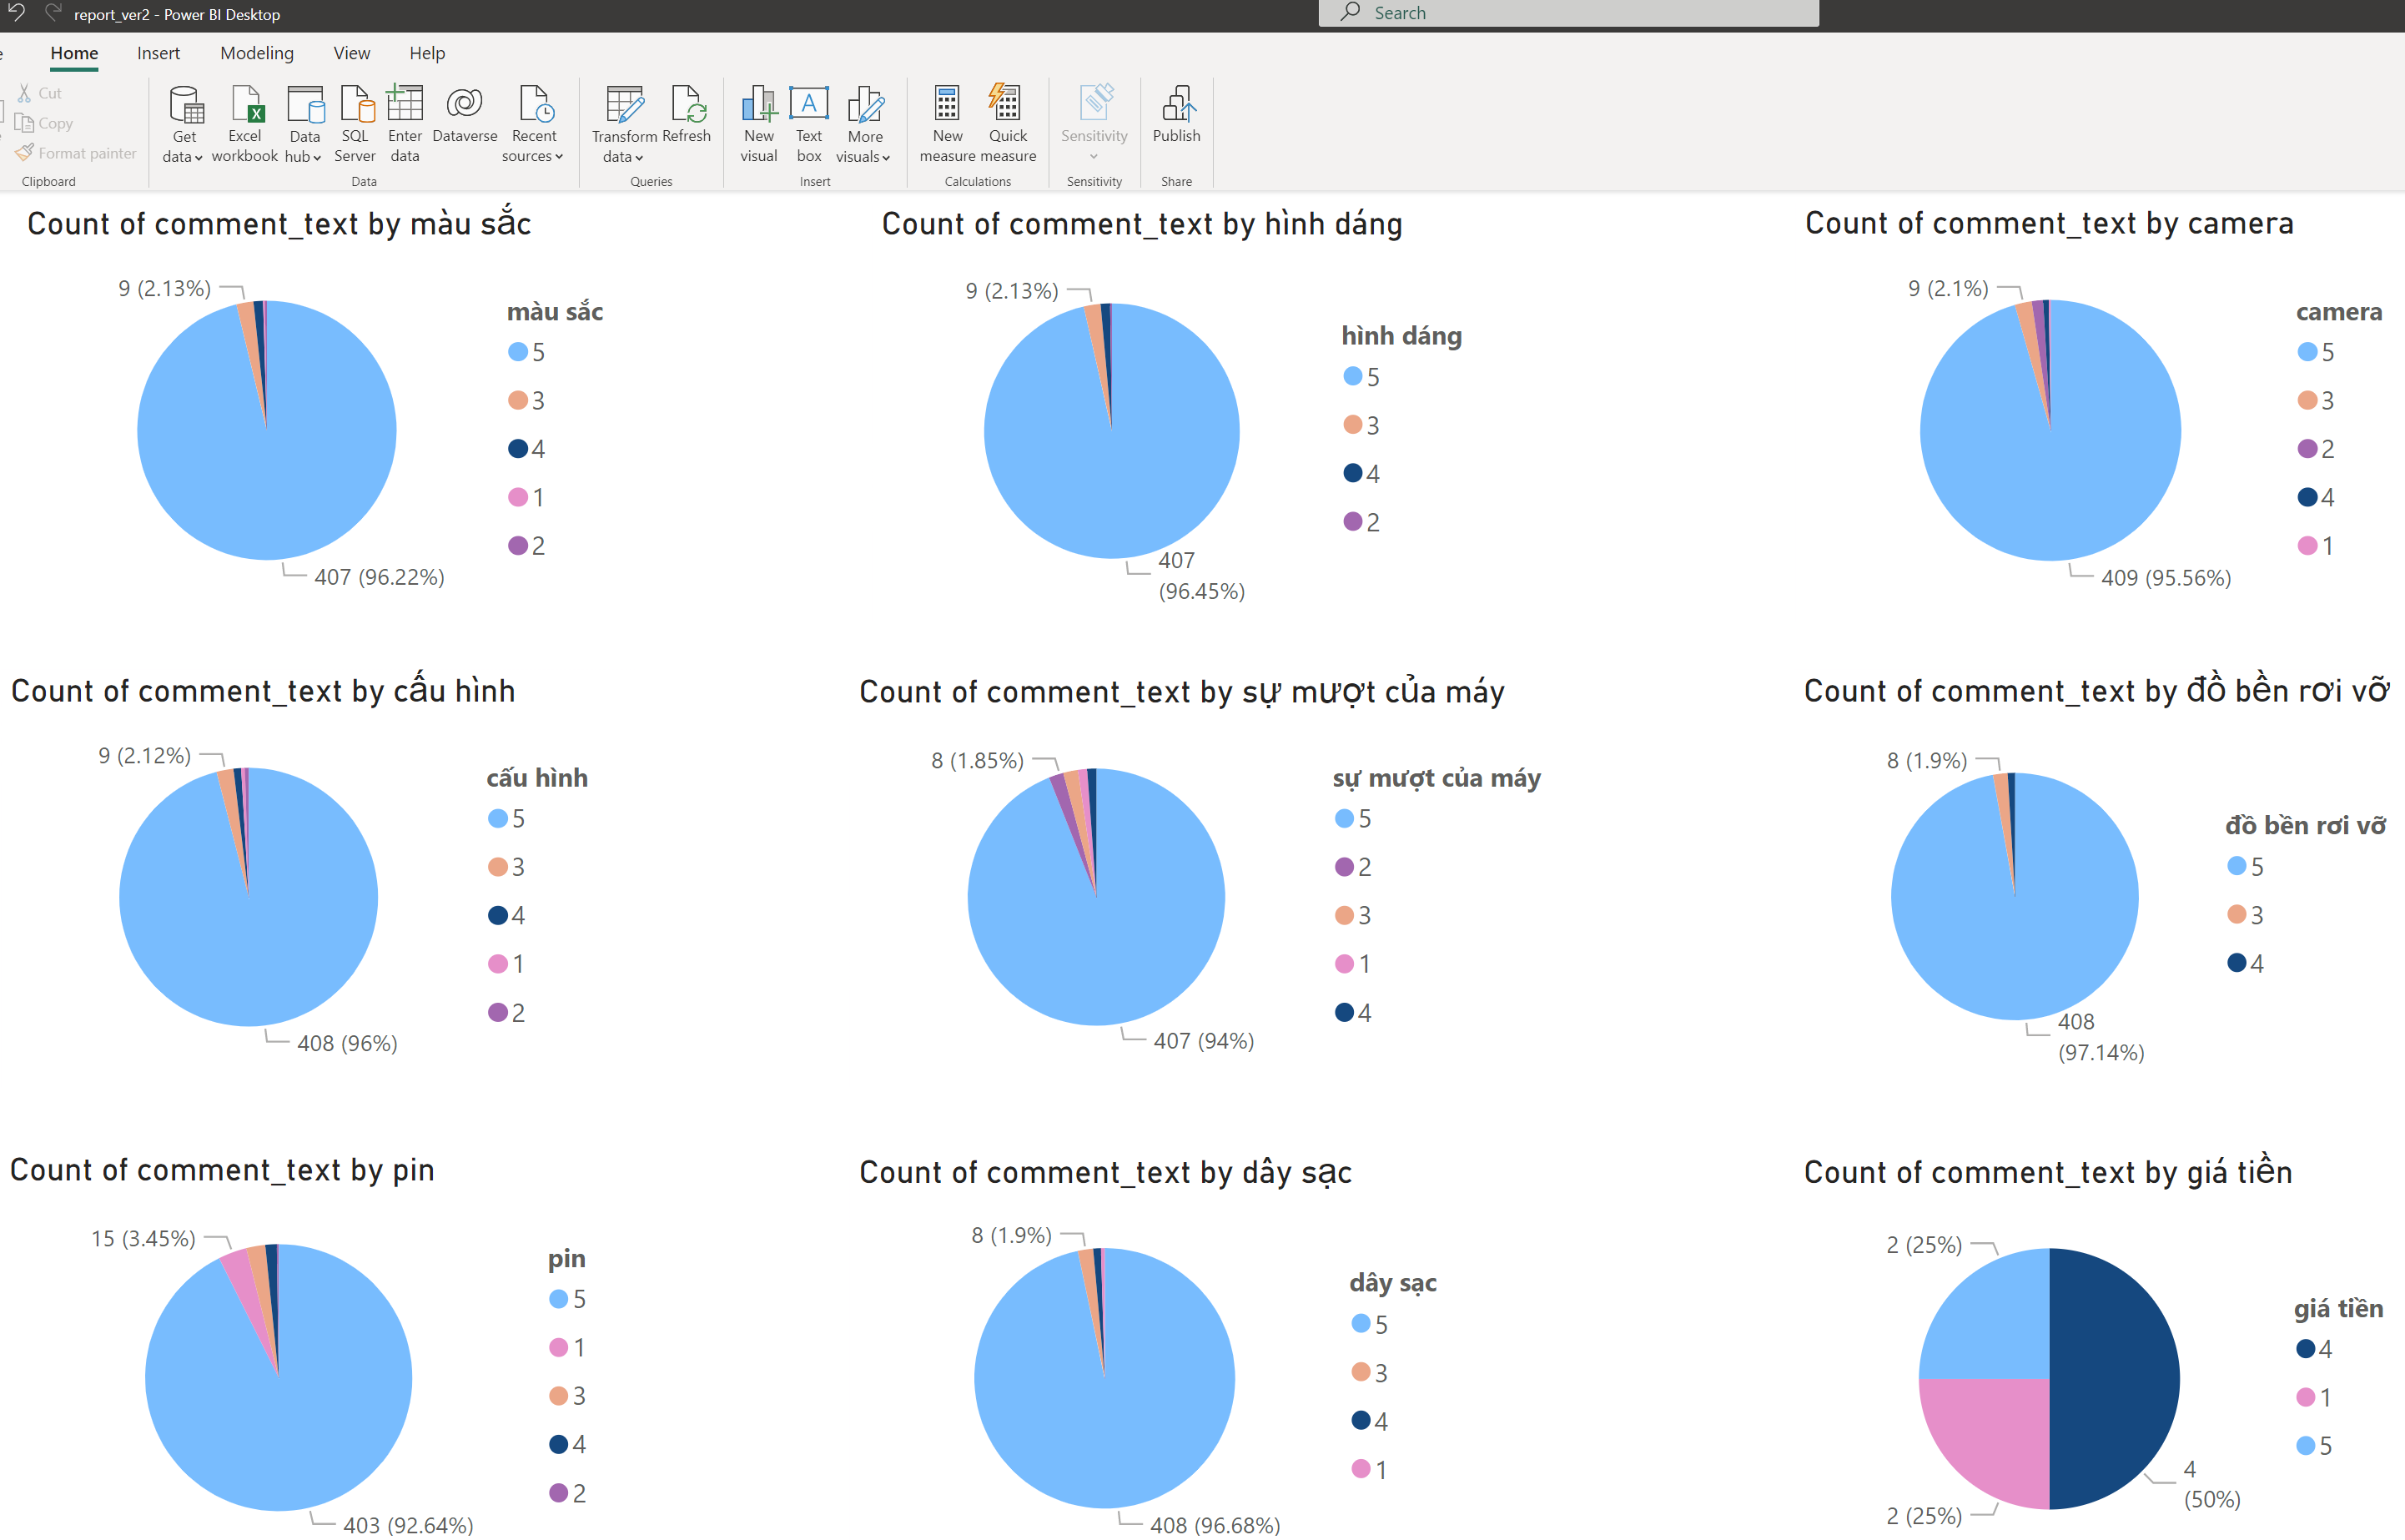 report_ver2 - Power BI Desktop
Search
Home Insert Modeling View Help
Cut
Copy
Format painter
Clipboard
Get data
Excel workbook
Data hub
SQL Server
Enter data
Dataverse
Recent sources
Data
Transform data
Refresh
Queries
New visual
Text box
More visuals
Insert
New measure
Quick measure
Calculations
Sensitivity
Sensitivity
Publish
Share
Count of comment_text by màu sắc
9 (2.13%)
407 (96.22%)
màu sắc
5
3
4
1
2
Count of comment_text by hình dáng
9 (2.13%)
407
(96.45%)
hình dáng
5
3
4
2
Count of comment_text by camera
9 (2.1%)
409 (95.56%)
camera
5
3
2
4
1
Count of comment_text by cấu hình
9 (2.12%)
408 (96%)
cấu hình
5
3
4
1
2
Count of comment_text by sự mượt của máy
8 (1.85%)
407 (94%)
sự mượt của máy
5
2
3
1
4
Count of comment_text by đồ bền rơi vỡ
8 (1.9%)
408
(97.14%)
đồ bền rơi vỡ
5
3
4
Count of comment_text by pin
15 (3.45%)
403 (92.64%)
pin
5
1
3
4
2
Count of comment_text by dây sạc
8 (1.9%)
408 (96.68%)
dây sạc
5
3
4
1
Count of comment_text by giá tiền
2 (25%)
2 (25%)
4
(50%)
giá tiền
4
1
5